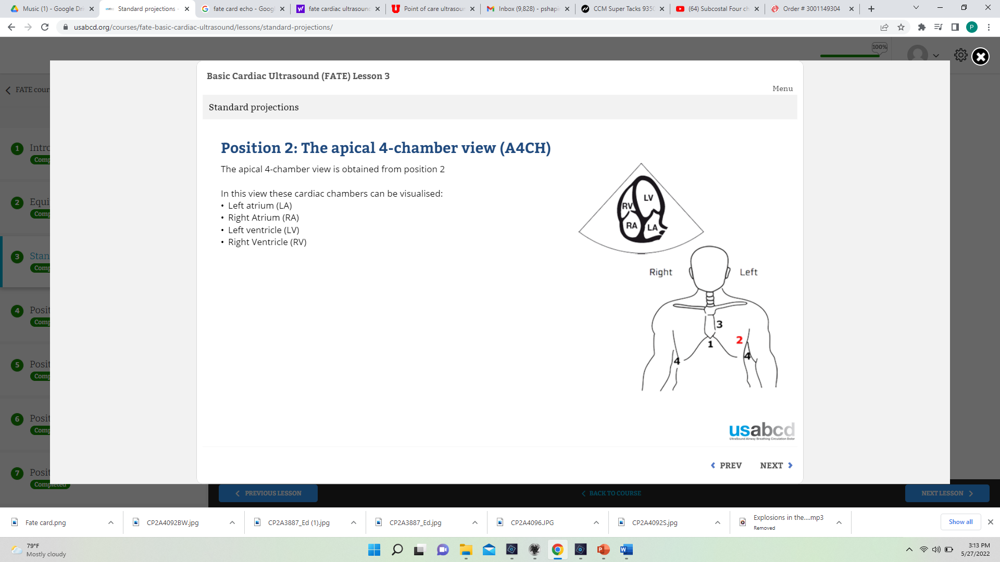 Music (1) - Google Dri
Standard projections -
fate card echo - Googl
fate cardiac ultrasound
Point of care ultrasour
Inbox (9,828) - pshapi
CCM Super Tacks 935
(64) Subcostal Four ch
Order # 3001149304
usabcd.org/courses/fate-basic-cardiac-ultrasound/lessons/standard-projections/
P
100%
FATE cour
1 Intro
Comp
2 Equi
Comp
3 Stan
Comp
4 Posit
Comp
5 Posit
Comp
6 Posit
Comp
7 Posit
Completed
Basic Cardiac Ultrasound (FATE) Lesson 3
Menu
Standard projections
Position 2: The apical 4-chamber view (A4CH)
The apical 4-chamber view is obtained from position 2
In this view these cardiac chambers can be visualised:
• Left atrium (LA)
• Right Atrium (RA)
• Left ventricle (LV)
• Right Ventricle (RV)
LV
RV
RA LA
Right Left
3
2
1
4
4
usabcd
UltraSound Airway Breathing Circulation Dolor
PREV NEXT
PREVIOUS LESSON
BACK TO COURSE
NEXT LESSON
Fate card.png
CP2A4092BW.jpg
CP2A3887_Ed (1).jpg
CP2A3887_Ed.jpg
CP2A4096.JPG
CP2A4092S.jpg
Explosions in the....mp3
Removed
Show all
79°F
Mostly cloudy
3:13 PM
5/27/2022